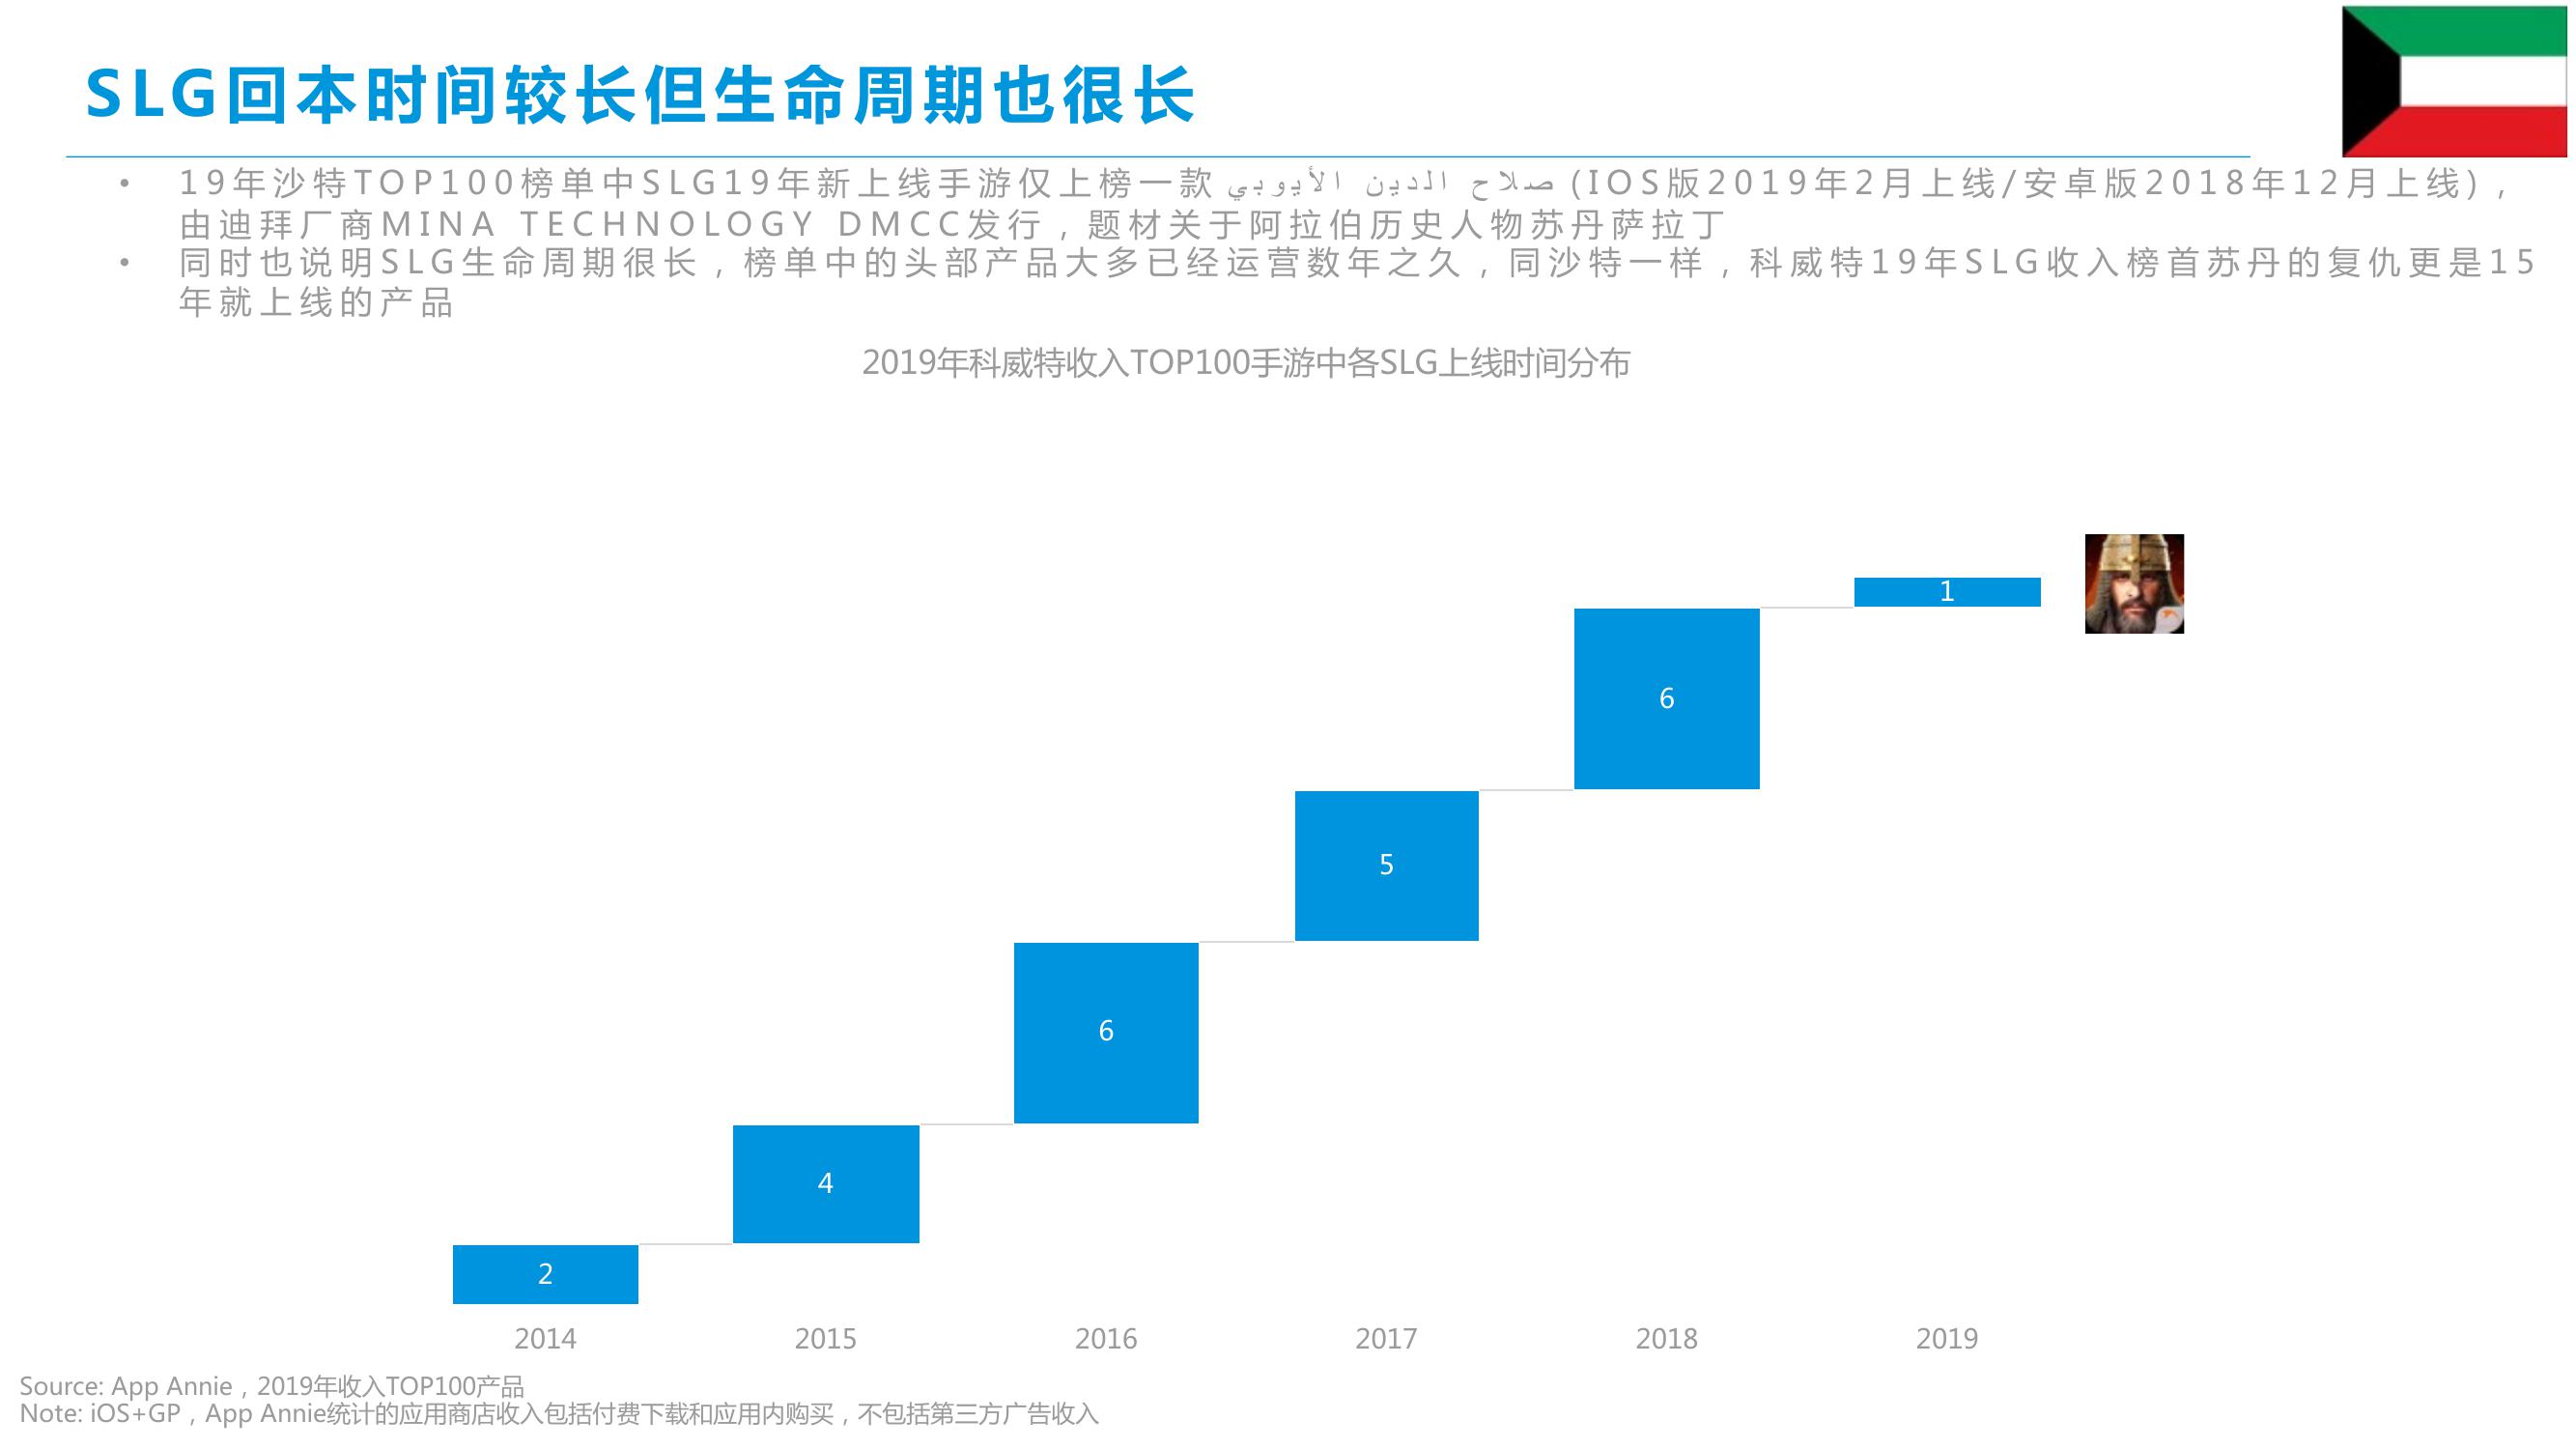 SLG回本时间较长但生命周期也很长
• 19年沙特TOP100榜单中SLG19年新上线手游仅上榜一款 صلاح الدين الأيوبي (IOS版2019年2月上线/安卓版2018年12月上线)，
由迪拜厂商MINA TECHNOLOGY DMCC发行，题材关于阿拉伯历史人物苏丹萨拉丁
• 同时也说明SLG生命周期很长，榜单中的头部产品大多已经运营数年之久，同沙特一样，科威特19年SLG收入榜首苏丹的复仇更是15
年就上线的产品
2019年科威特收入TOP100手游中各SLG上线时间分布
1
6
5
6
4
2
2014 2015 2016 2017 2018 2019
Source: App Annie，2019年收入TOP100产品
Note: iOS+GP，App Annie统计的应用商店收入包括付费下载和应用内购买，不包括第三方广告收入